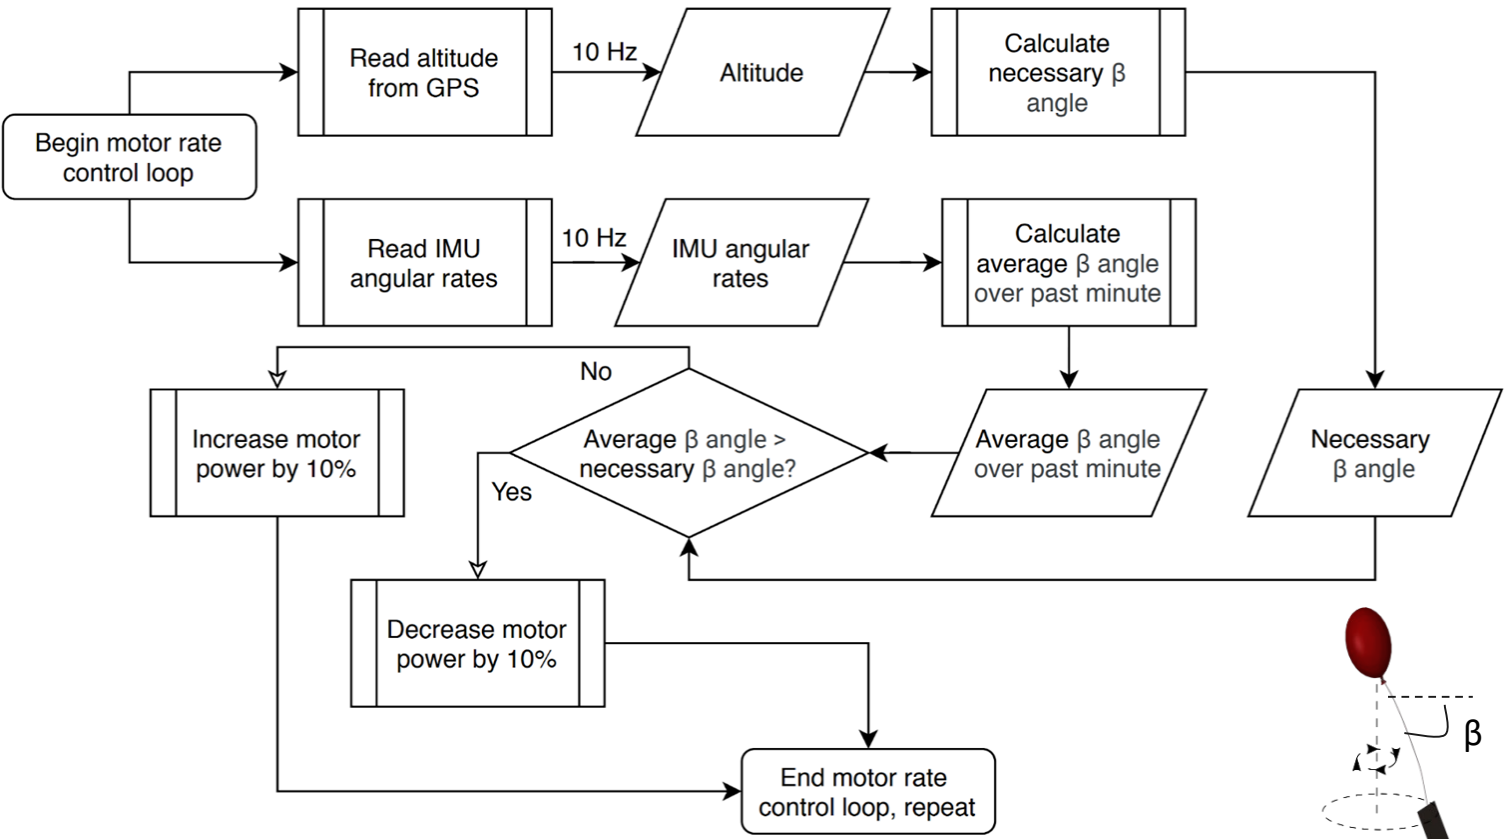 Read altitude
from GPS
10 Hz
Altitude
Calculate
necessary β
angle
Begin motor rate
control loop
Read IMU
angular rates
10 Hz
IMU angular
rates
Calculate
average β angle
over past minute
No
Increase motor
power by 10%
Average β angle >
necessary β angle?
Yes
Average β angle
over past minute
Necessary
β angle
Decrease motor
power by 10%
End motor rate
control loop, repeat
β